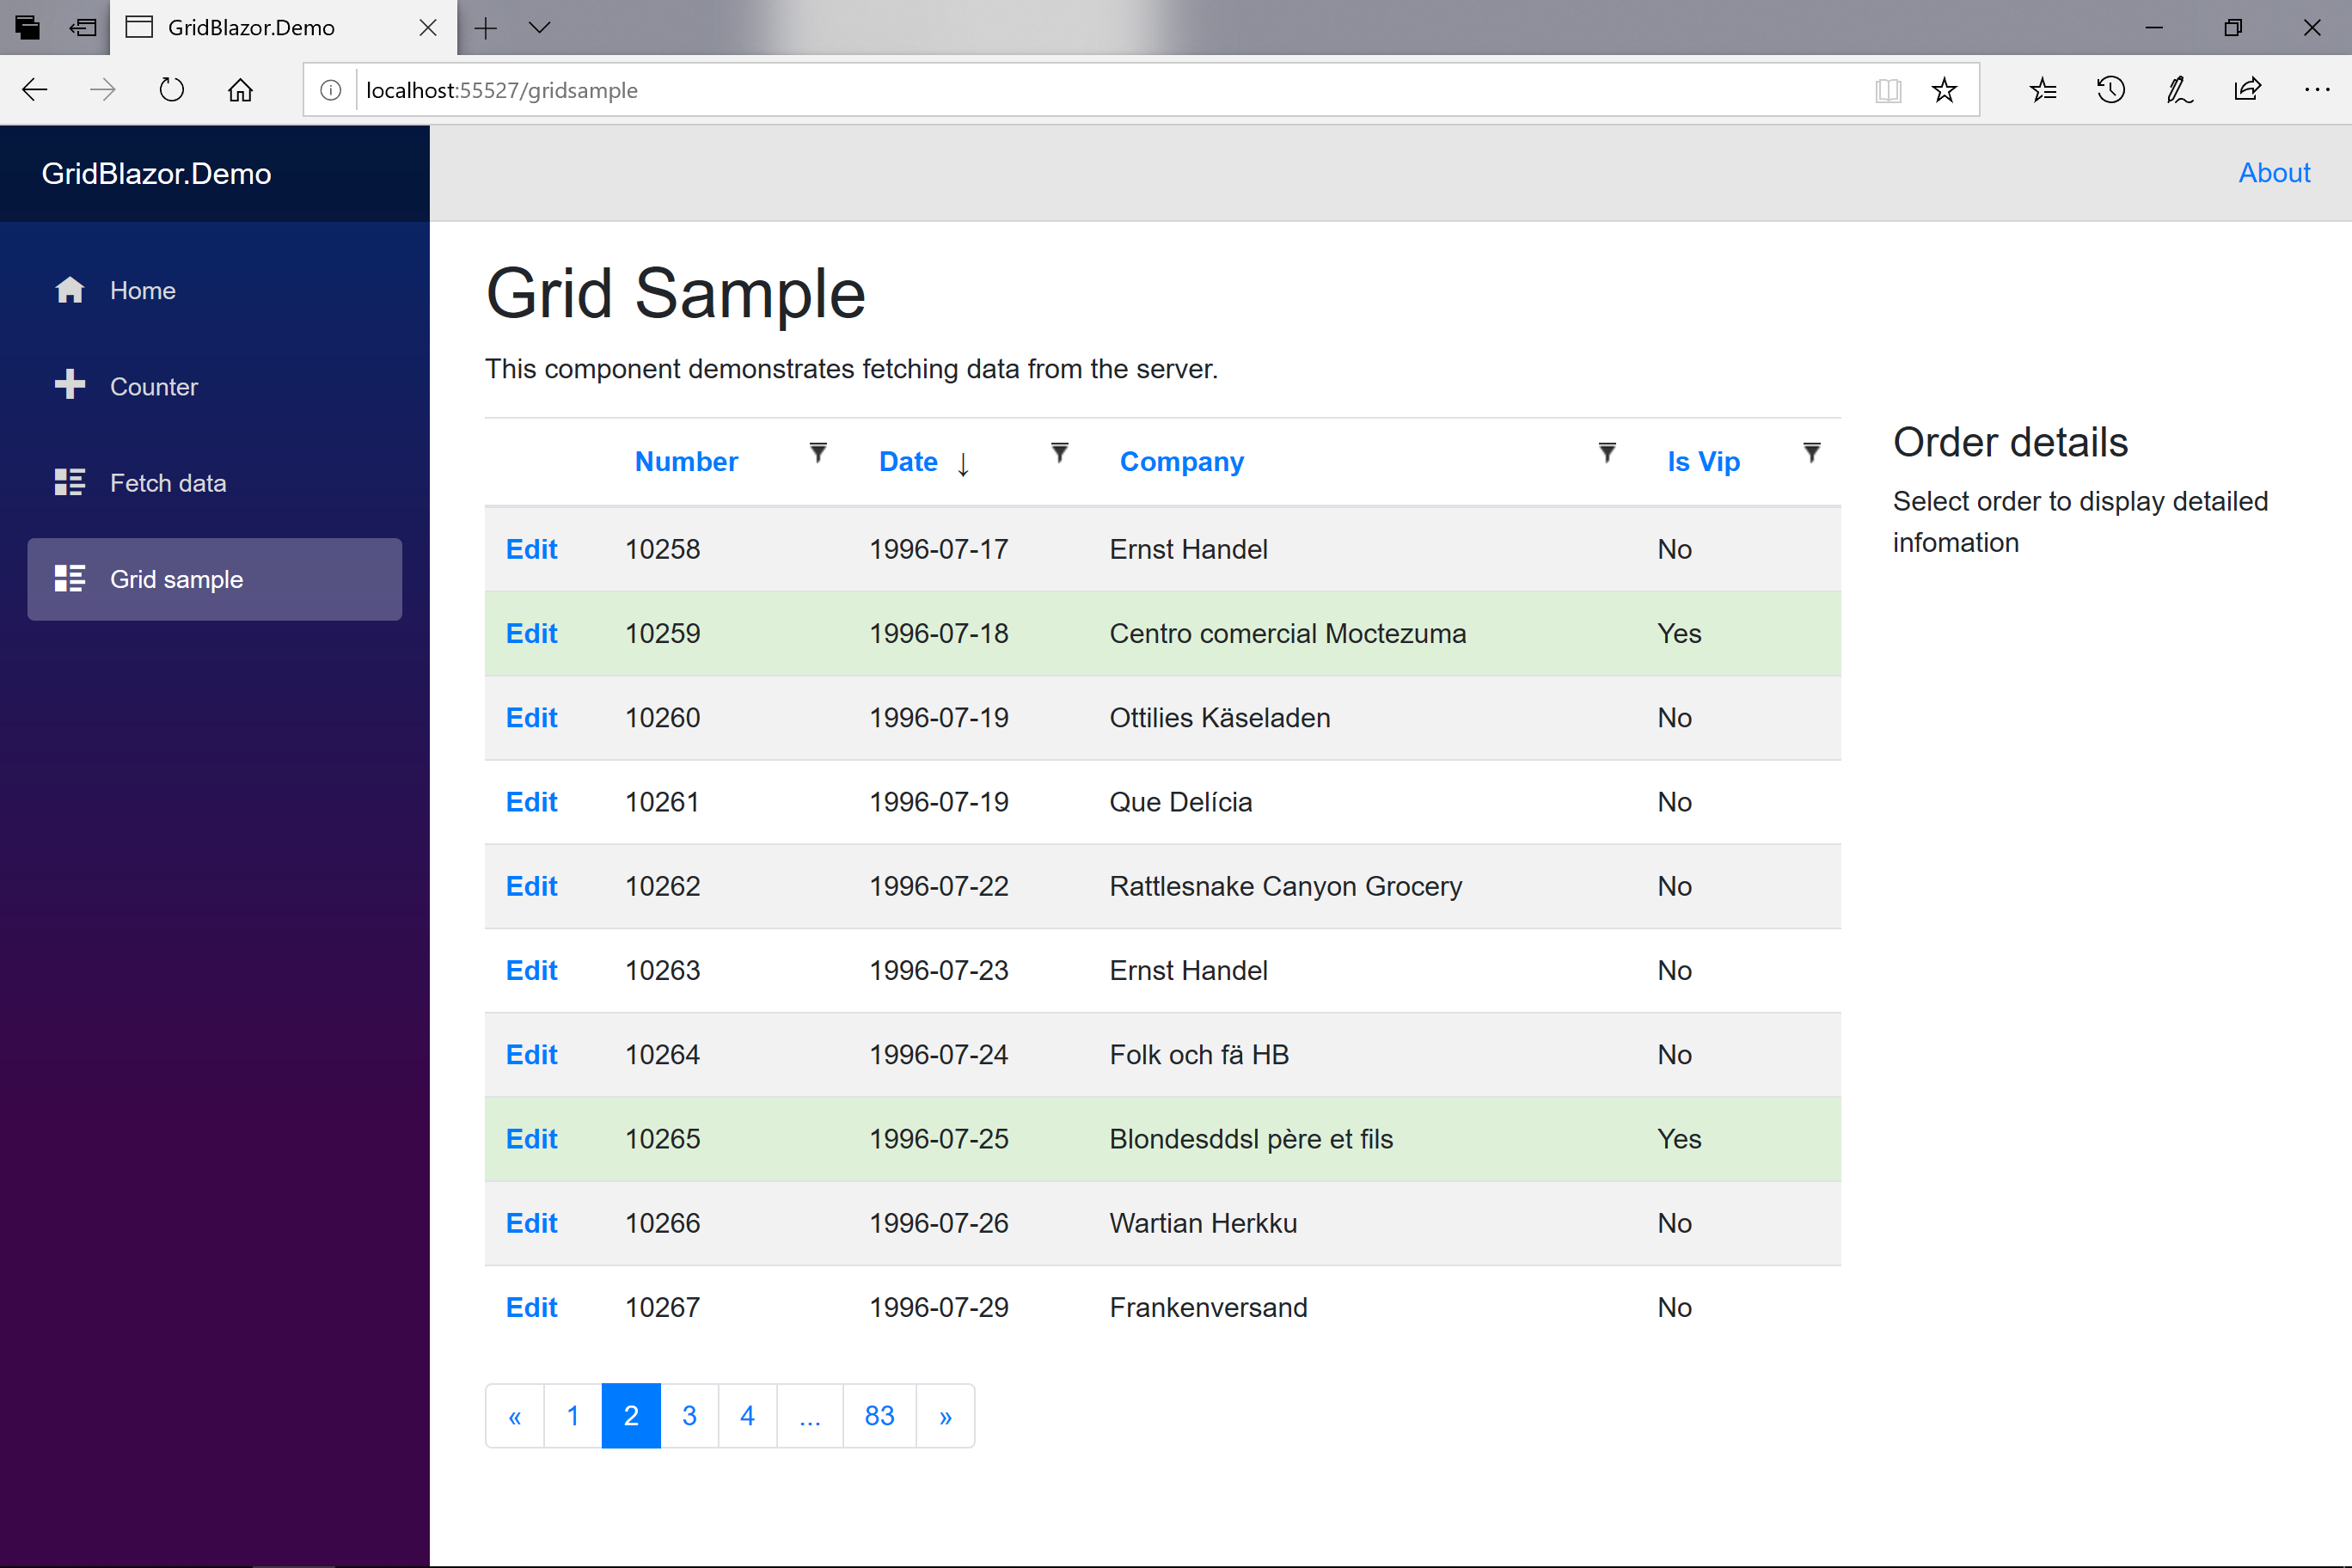 GridBlazor.Demo
localhost:55527/gridsample
GridBlazor.Demo
About
Home
Counter
Fetch data
Grid sample
Grid Sample
This component demonstrates fetching data from the server.
Number Date ↓ Company Is Vip
Edit 10258 1996-07-17 Ernst Handel No
Edit 10259 1996-07-18 Centro comercial Moctezuma Yes
Edit 10260 1996-07-19 Ottilies Käseladen No
Edit 10261 1996-07-19 Que Delícia No
Edit 10262 1996-07-22 Rattlesnake Canyon Grocery No
Edit 10263 1996-07-23 Ernst Handel No
Edit 10264 1996-07-24 Folk och fä HB No
Edit 10265 1996-07-25 Blondesddsl père et fils Yes
Edit 10266 1996-07-26 Wartian Herkku No
Edit 10267 1996-07-29 Frankenversand No
« 1 2 3 4 ... 83 »
Order details
Select order to display detailed
infomation